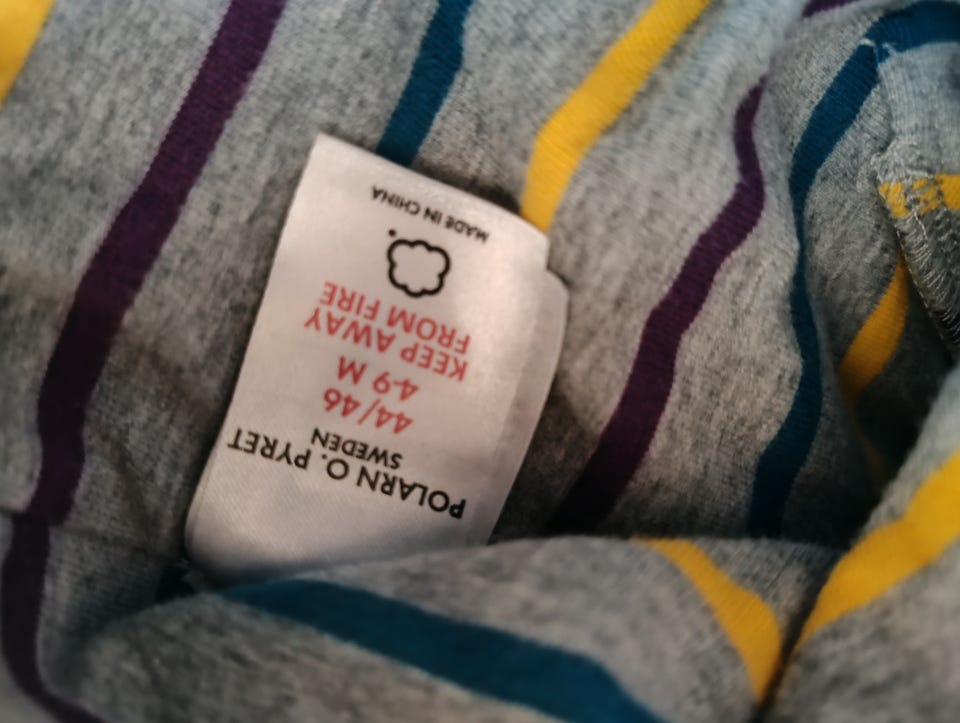 POLARN O. PYRET
SWEDEN
44/46
4-9 M
KEEP AWAY
FROM FIRE
MADE IN CHINA